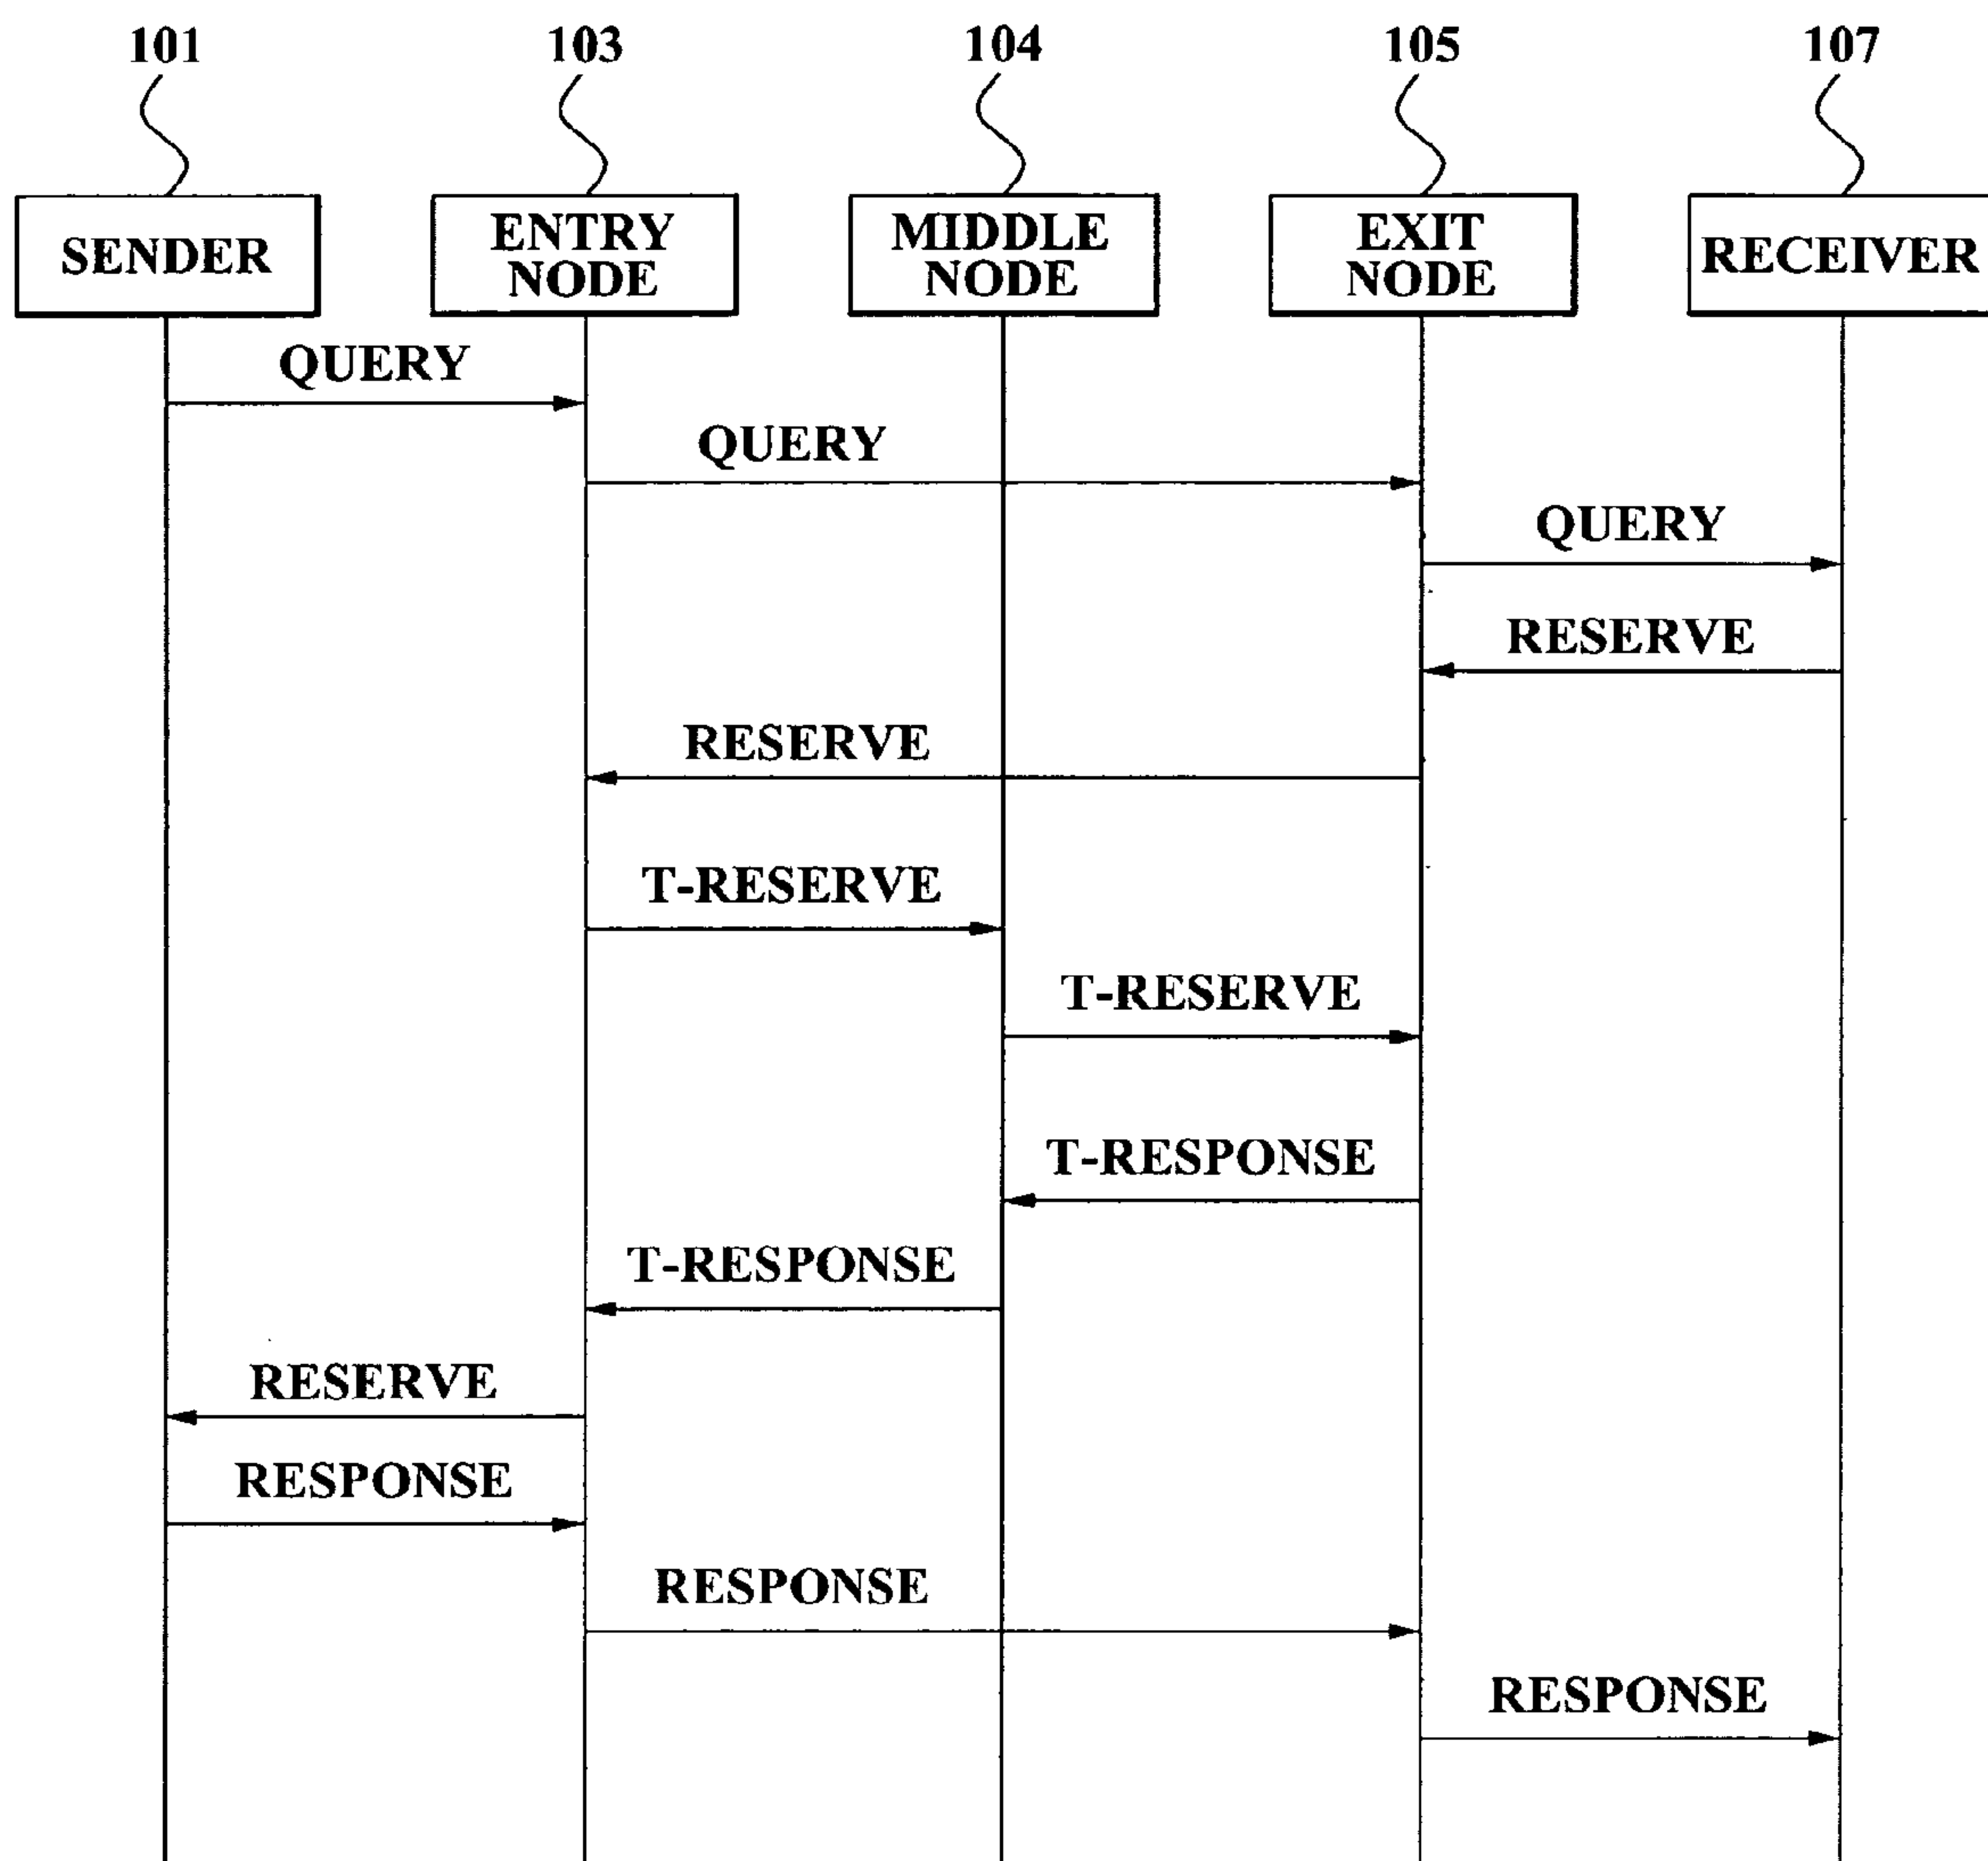 101
103
104
105
107
SENDER
ENTRY
NODE
MIDDLE
NODE
EXIT
NODE
RECEIVER
QUERY
QUERY
QUERY
RESERVE
RESERVE
T-RESERVE
T-RESERVE
T-RESPONSE
T-RESPONSE
RESERVE
RESPONSE
RESPONSE
RESPONSE